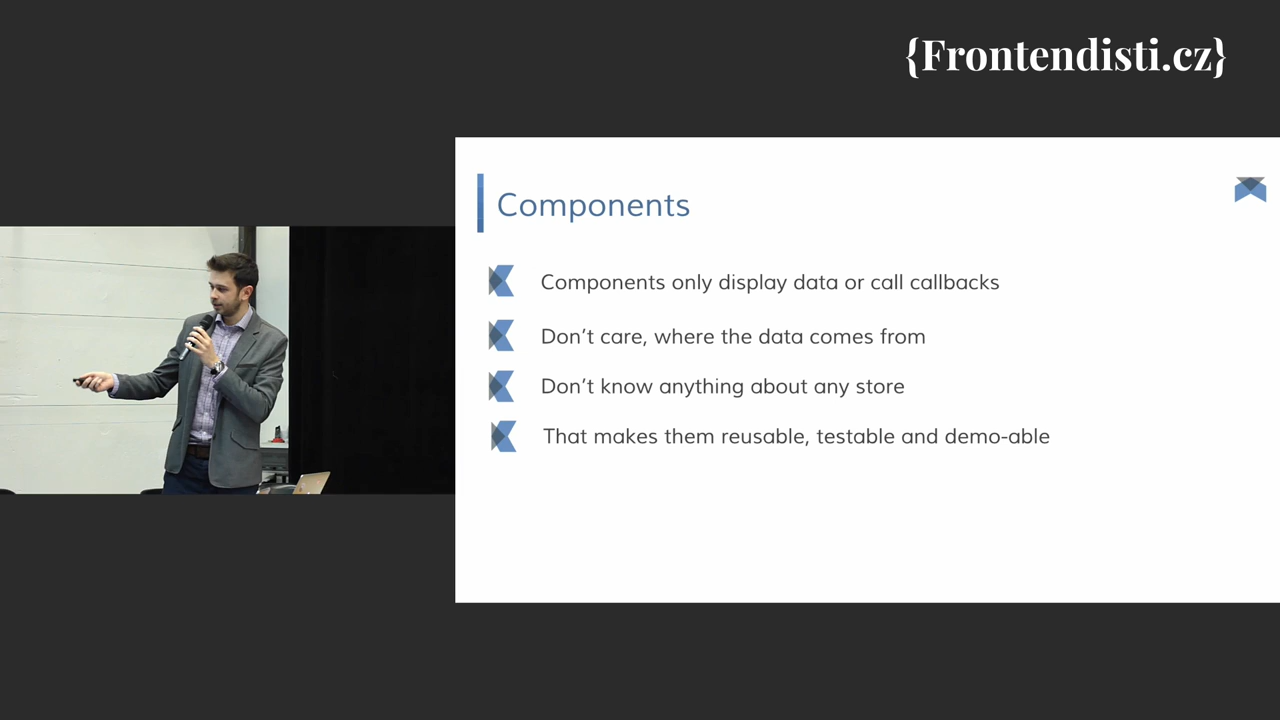 {Frontendisti.cz}
Components
Components only display data or call callbacks
Don't care, where the data comes from
Don't know anything about any store
That makes them reusable, testable and demo-able